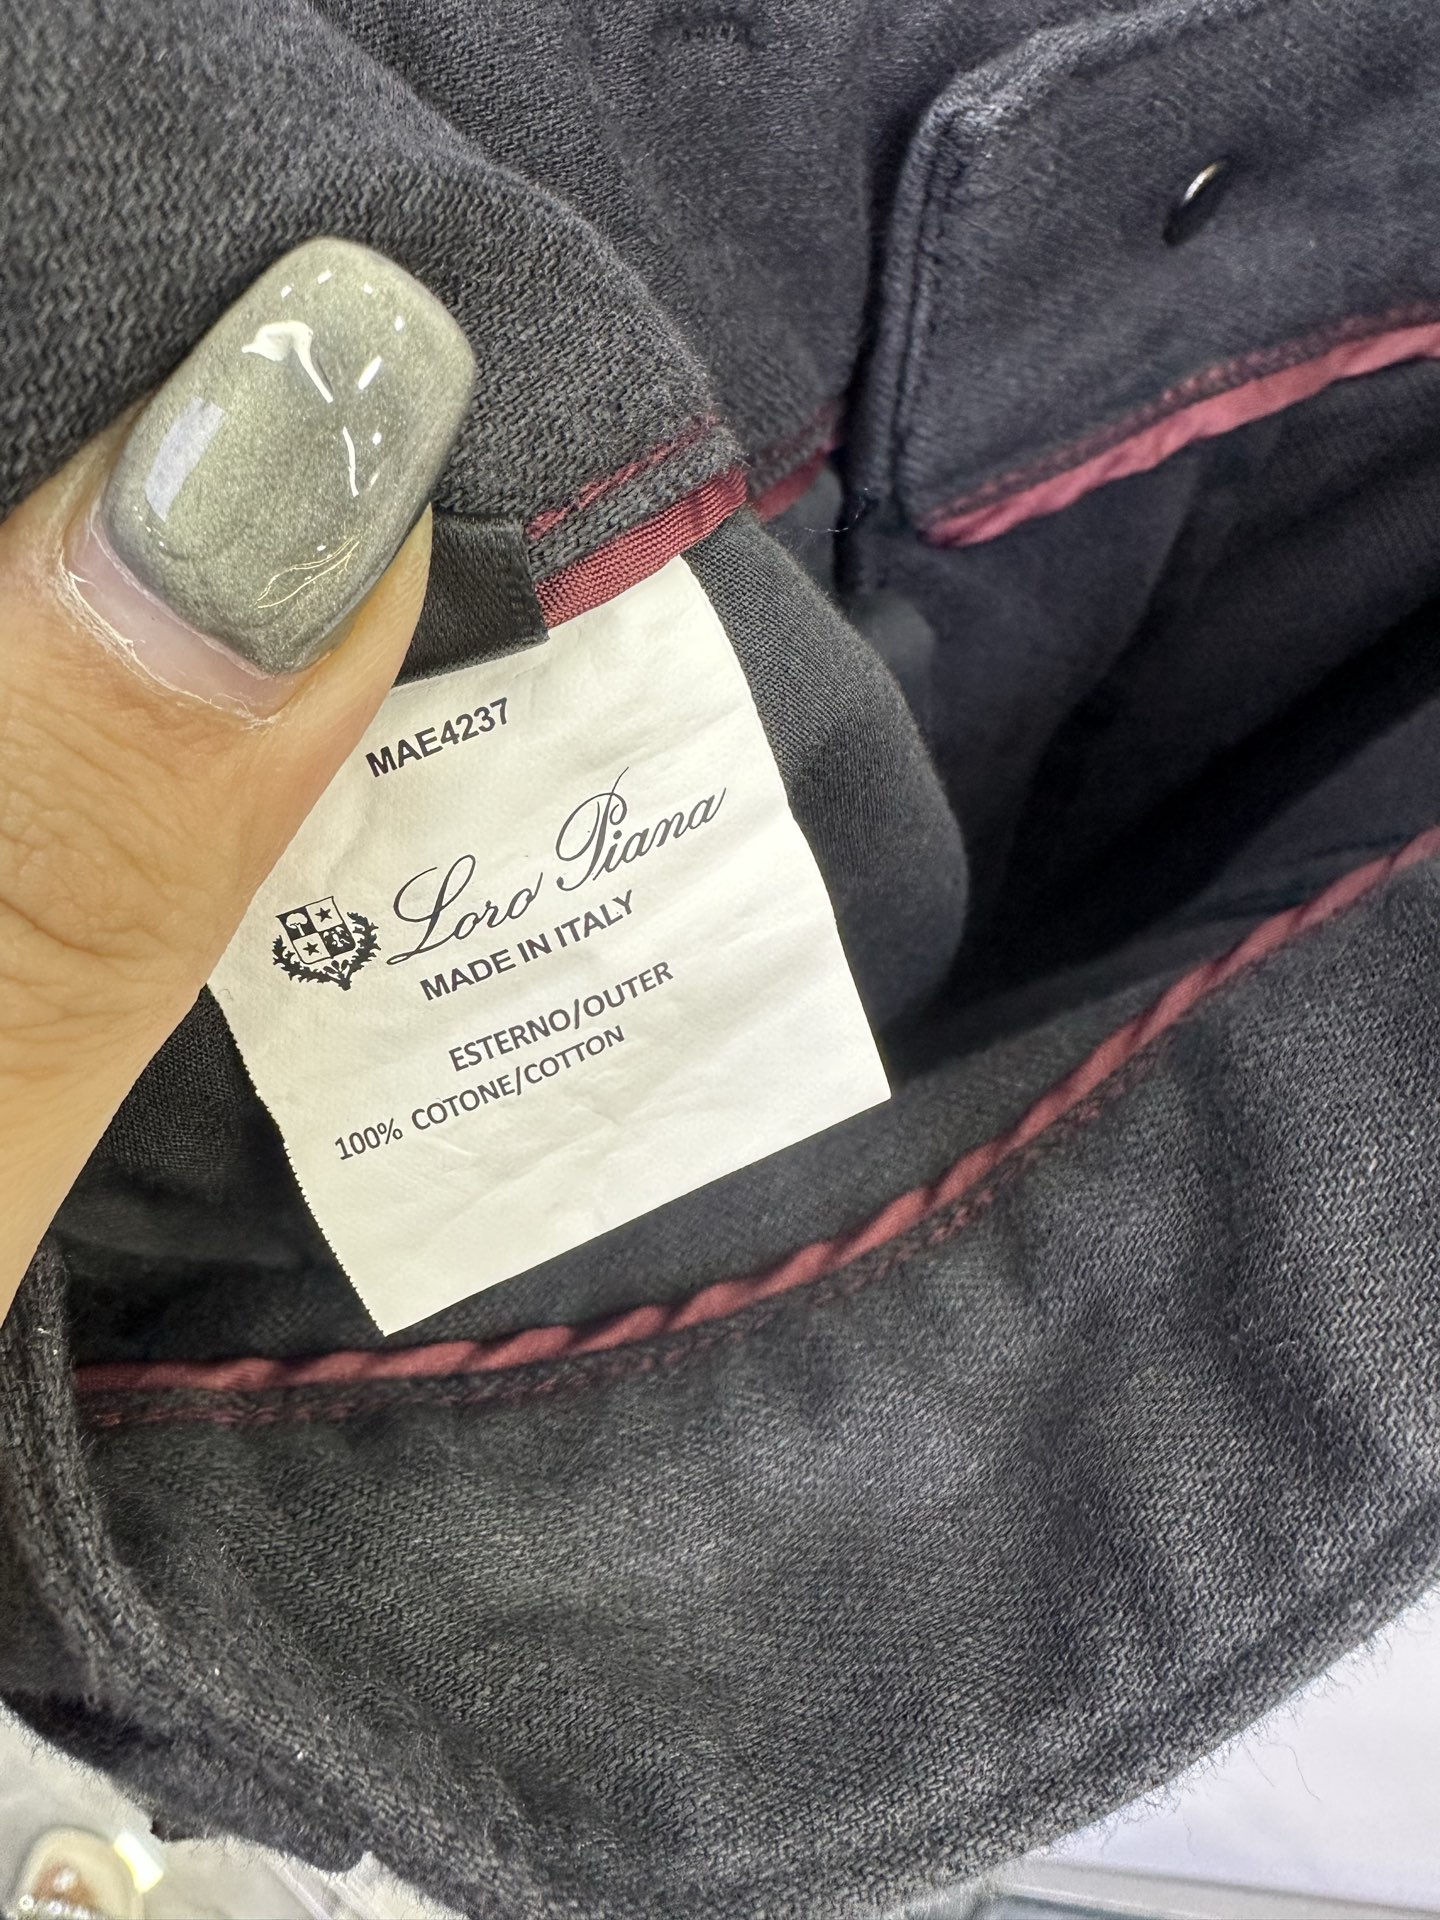 MAE4237
Loro Piana
MADE IN ITALY
ESTERNO/OUTER
100% COTONE/COTTON